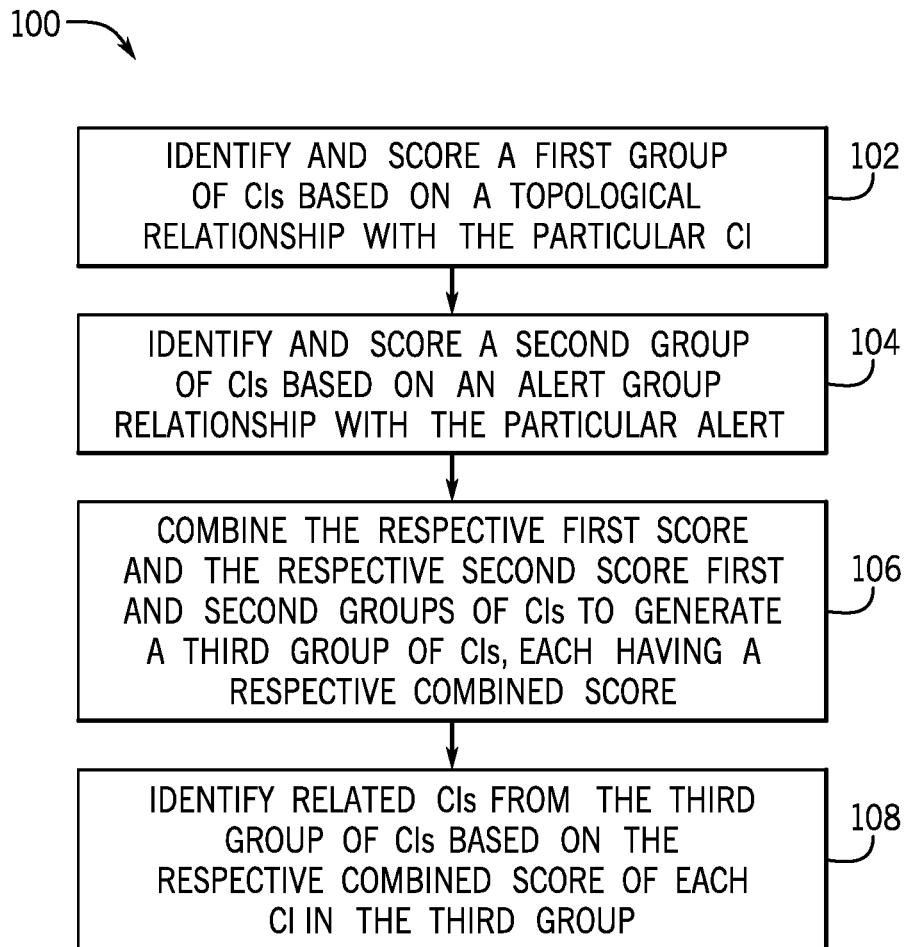 100
IDENTIFY AND SCORE A FIRST GROUP
OF CIs BASED ON A TOPOLOGICAL
RELATIONSHIP WITH THE PARTICULAR CI
102
IDENTIFY AND SCORE A SECOND GROUP
OF CIs BASED ON AN ALERT GROUP
RELATIONSHIP WITH THE PARTICULAR ALERT
104
COMBINE THE RESPECTIVE FIRST SCORE
AND THE RESPECTIVE SECOND SCORE FIRST
AND SECOND GROUPS OF CIs TO GENERATE
A THIRD GROUP OF CIs, EACH HAVING A
RESPECTIVE COMBINED SCORE
106
IDENTIFY RELATED CIs FROM THE THIRD
GROUP OF CIs BASED ON THE
RESPECTIVE COMBINED SCORE OF EACH
CI IN THE THIRD GROUP
108